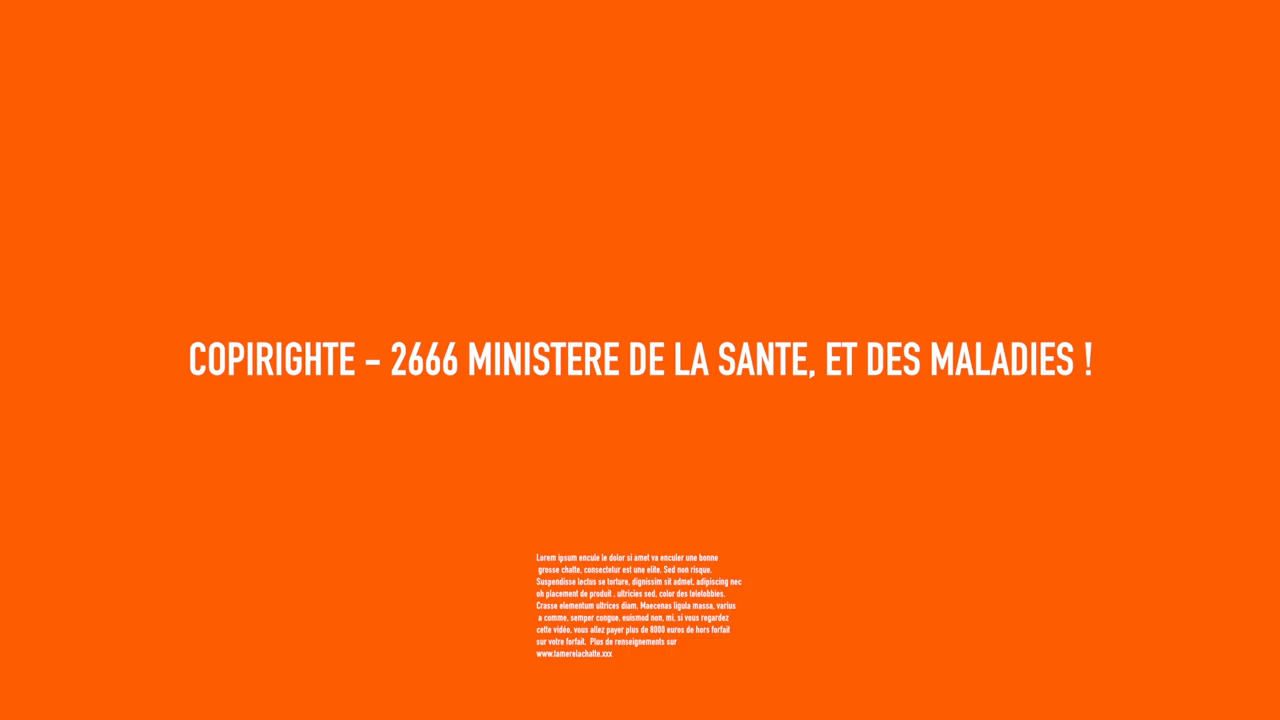 COPIRIGHTE - 2666 MINISTERE DE LA SANTE, ET DES MALADIES !
Lorem ipsum encule le dolor si amet va enculer une bonne
grosse chatte, consectetur est une elite. Sed non risque.
Suspendisse lectus se torture, dignissim sit admet, adipiscing nec
oh placement de produit , ultricies sed, color des teletobbies.
Crasse elementum ultrices diam. Maecenas ligula massa, varius
a comme, semper congue, euismod non, mi, si vous regardez
cette vidéo, vous allez payer plus de 8000 euros de hors forfait
sur votre forfait. Plus de renseignements sur
www.tamerelachatte.xxx